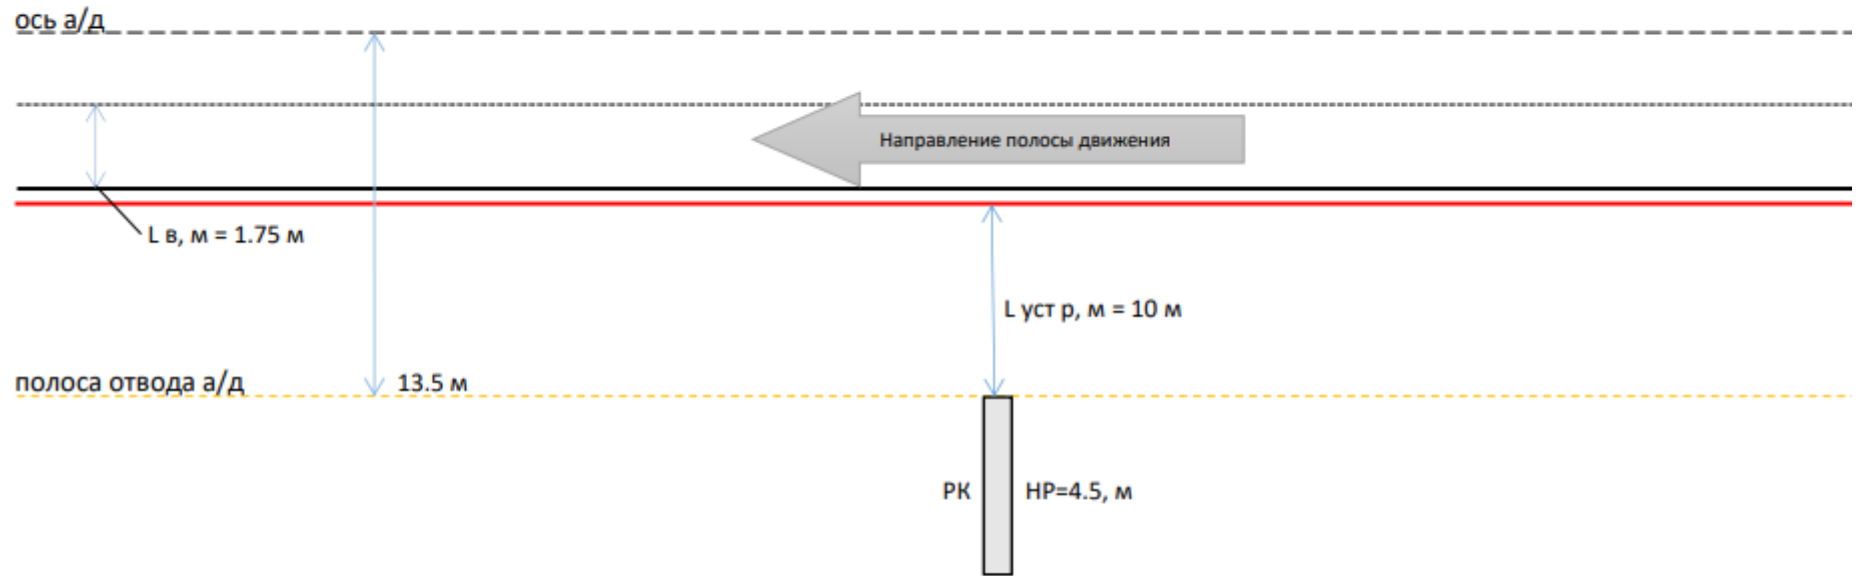 ось а/д
Направление полосы движения
L в, м = 1.75 м
L уст р, м = 10 м
полоса отвода а/д
13.5 м
РК
HP=4.5, м